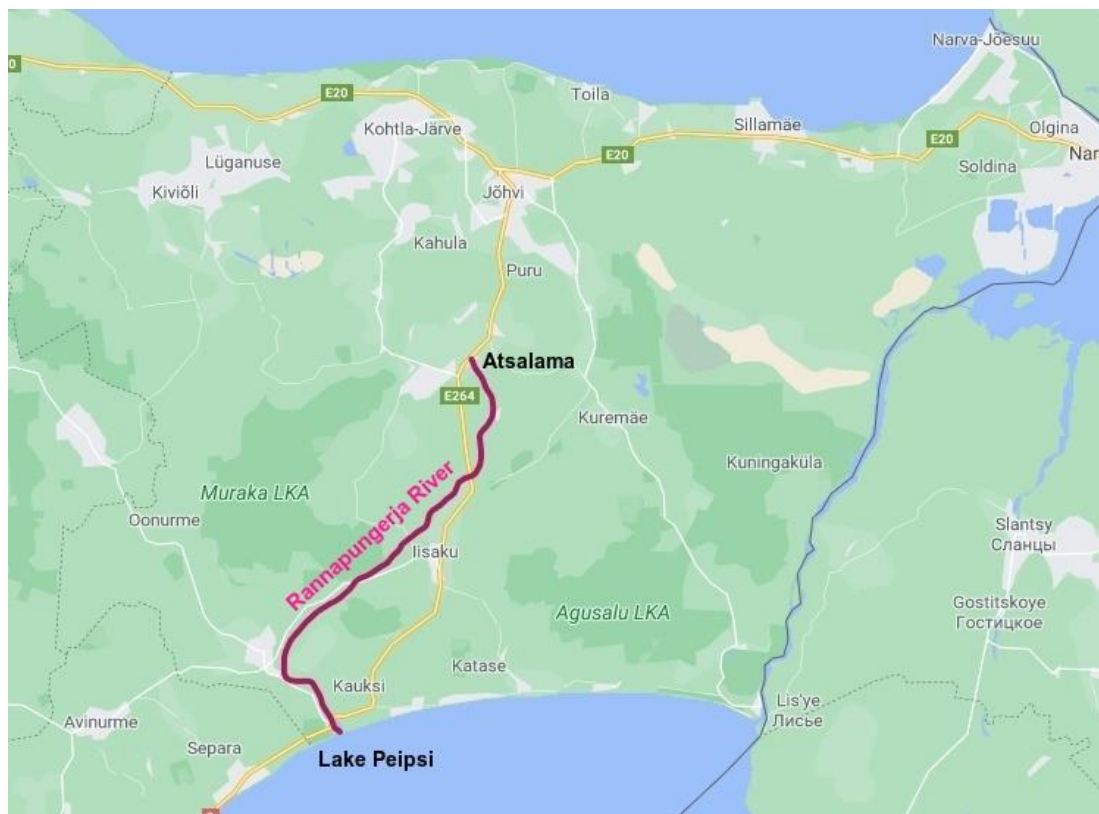 Narva-Jõesuu
0
E20
Toila
Kohtla-Järve
Sillamäe
Olgina
E20
E20
Nar
Lüganuse
Soldina
Kiviõli
Jõhvi
Kahula
Puru
Atsalama
E264
Kuremäe
Kuningaküla
Muraka LKA
Rannapungerja River
Oonurme
Slantsy
Сланцы
Iisaku
Agusalu LKA
Gostitskoye
Гостицкое
Katase
Kauksi
Lis'ye
Лисье
Avinurme
Separa
Lake Peipsi